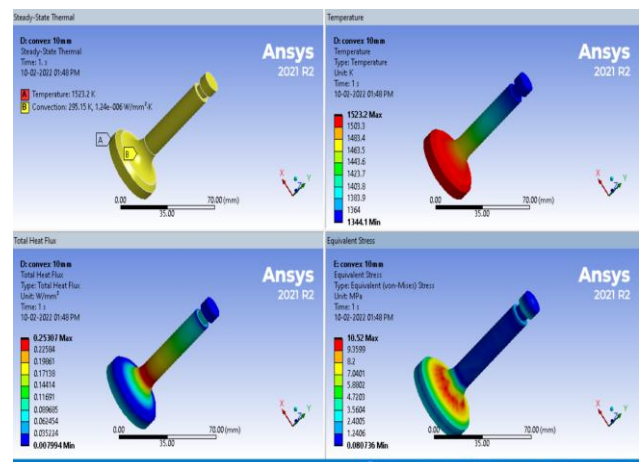 Steady-State Thermal
D: convex 10mm
Steady-State Thermal
Time: 1. s
10-02-2022 01:48 PM
A Temperature: 1523.2 K
B Convection: 295.15 K, 1.24e-006 W/mm²·K
Ansys
2021 R2
A
B
0.00
70.00 (mm)
35.00
X
Z
Y
Temperature
D: convex 10mm
Temperature
Type: Temperature
Unit: K
Time: 1 s
10-02-2022 01:48 PM
1523.2 Max
1503.3
1483.4
1463.5
1443.6
1423.7
1403.8
1383.9
1364
1344.1 Min
Ansys
2021 R2
0.00
70.00 (mm)
35.00
X
Z
Y
Total Heat Flux
D: convex 10mm
Total Heat Flux
Type: Total Heat Flux
Unit: W/mm²
Time: 1 s
10-02-2022 01:48 PM
0.25307 Max
0.22584
0.19861
0.17138
0.14414
0.11691
0.089685
0.062454
0.035224
0.007994 Min
Ansys
2021 R2
0.00
70.00 (mm)
35.00
X
Z
Y
Equivalent Stress
E: convex 10mm
Equivalent Stress
Type: Equivalent (von-Mises) Stress
Unit: MPa
Time: 1 s
10-02-2022 01:48 PM
10.52 Max
9.3599
8.2
7.0401
5.8802
4.7203
3.5604
2.4005
1.2406
0.080736 Min
Ansys
2021 R2
0.00
70.00 (mm)
35.00
X
Z
Y